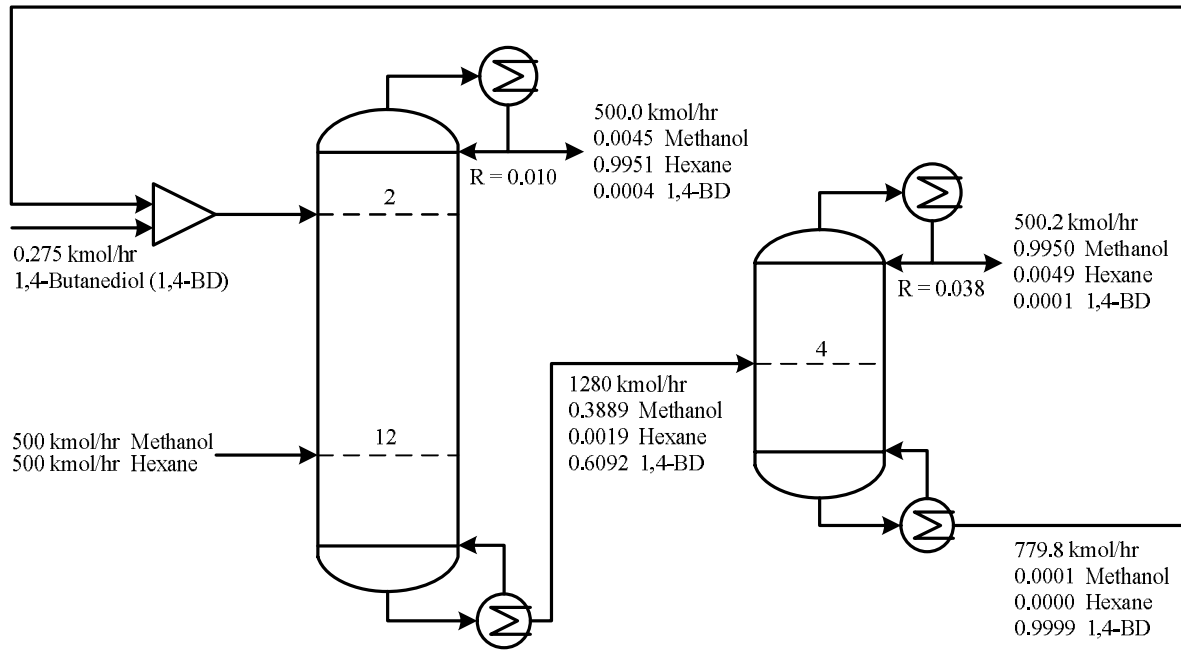 500.0 kmol/hr
0.0045 Methanol
0.9951 Hexane
0.0004 1,4-BD
R = 0.010
2
0.275 kmol/hr
1,4-Butanediol (1,4-BD)
500.2 kmol/hr
0.9950 Methanol
0.0049 Hexane
0.0001 1,4-BD
R = 0.038
4
1280 kmol/hr
0.3889 Methanol
0.0019 Hexane
0.6092 1,4-BD
12
500 kmol/hr Methanol
500 kmol/hr Hexane
779.8 kmol/hr
0.0001 Methanol
0.0000 Hexane
0.9999 1,4-BD